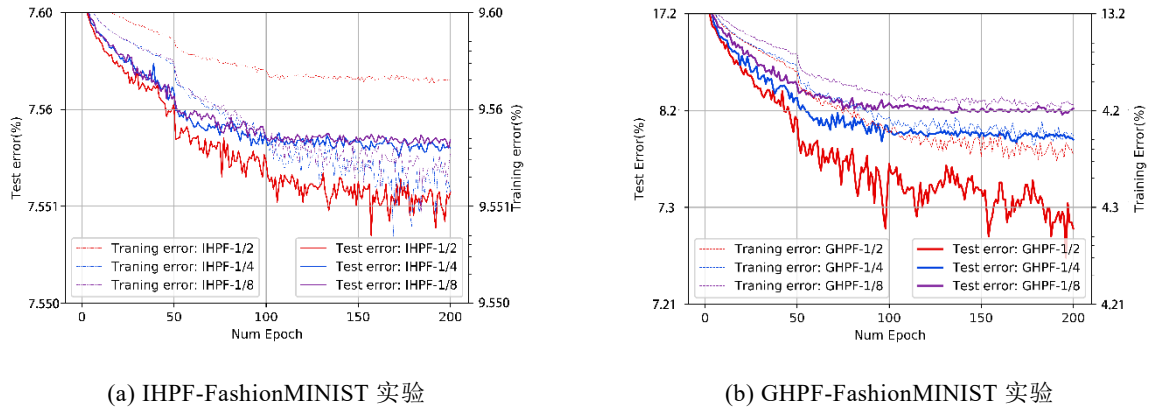 7.60
7.56
7.551
7.550
Test error(%)
9.60
9.56
9.551
9.550
Training error(%)
0
50
100
150
200
Num Epoch
Traning error: IHPF-1/2
Traning error: IHPF-1/4
Traning error: IHPF-1/8
Test error: IHPF-1/2
Test error: IHPF-1/4
Test error: IHPF-1/8
(a) IHPF-FashionMINIST 实验
17.2
8.2
7.3
7.21
Test Error(%)
13.2
4.2
4.3
4.21
Training error(%)
0
50
100
150
200
Num Epoch
Traning error: GHPF-1/2
Traning error: GHPF-1/4
Traning error: GHPF-1/8
Test error: GHPF-1/2
Test error: GHPF-1/4
Test error: GHPF-1/8
(b) GHPF-FashionMINIST 实验